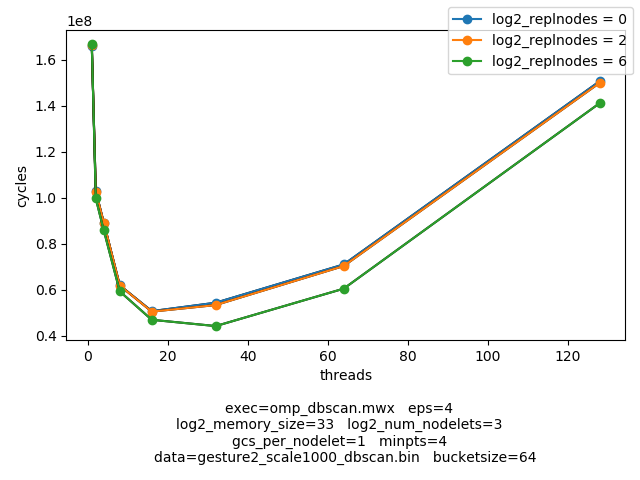 1e8
log2_replnodes = 0
log2_replnodes = 2
log2_replnodes = 6
1.6
1.4
1.2
1.0
0.8
0.6
0.4
cycles
0 20 40 60 80 100 120
threads
exec=omp_dbscan.mwx eps=4
log2_memory_size=33 log2_num_nodelets=3
gcs_per_nodelet=1 minpts=4
data=gesture2_scale1000_dbscan.bin bucketsize=64